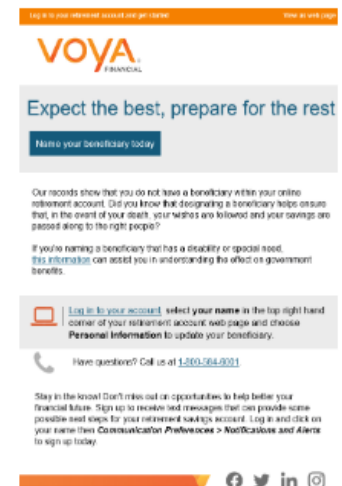 Log in to your retirement account and get started
View as web page
VOYA
FINANCIAL
Expect the best, prepare for the rest
Name your beneficiary today
Our records show that you do not have a beneficiary within your online
retirement account. Did you know that designating a beneficiary helps ensure
that, in the event of your death, your wishes are followed and your savings are
passed along to the right people?
If you're naming a beneficiary that has a disability or special need,
this information can assist you in understanding the effect on government
benefits.
Log in to your account, select your name in the top right hand
corner of your retirement account web page and choose
Personal Information to update your beneficiary.
Have questions? Call us at 1-800-584-6001.
Stay in the know! Don't miss out on opportunities to help better your
financial future. Sign up to receive text messages that can provide some
possible next steps for your retirement savings account. Log in and click on
your name then Communication Preferences > Notifications and Alerts
to sign up today.